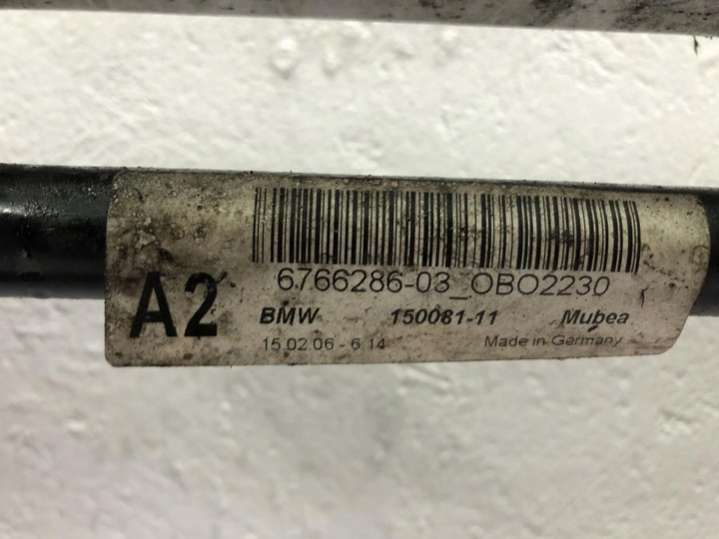 A2
6766286-03_OBO2230
BMW 150081-11 Mubea
15.02.06 - 6.14 Made in Germany